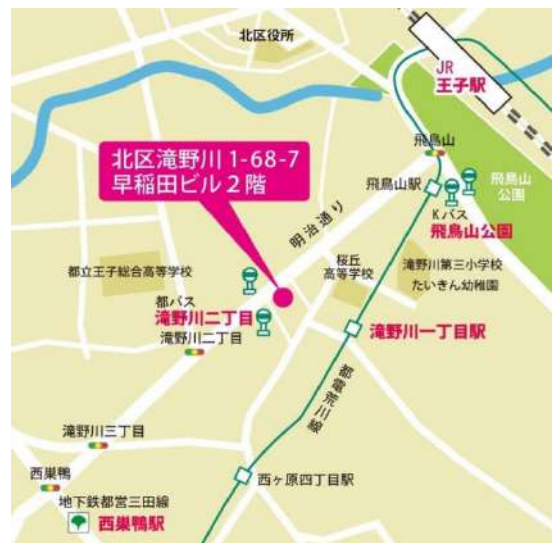 北区役所
JR
王子駅
飛鳥山
北区滝野川 1-68-7
早稲田ビル 2 階
飛鳥山駅
飛鳥山
公園
Kバス
飛鳥山公園
明治通り
都立王子総合高等学校
桜丘
高等学校
滝野川第三小学校
たいきん幼稚園
都バス
滝野川二丁目
滝野川二丁目
滝野川一丁目駅
都電荒川線
滝野川三丁目
西巣鴨
西ヶ原四丁目駅
地下鉄都営三田線
西巣鴨駅